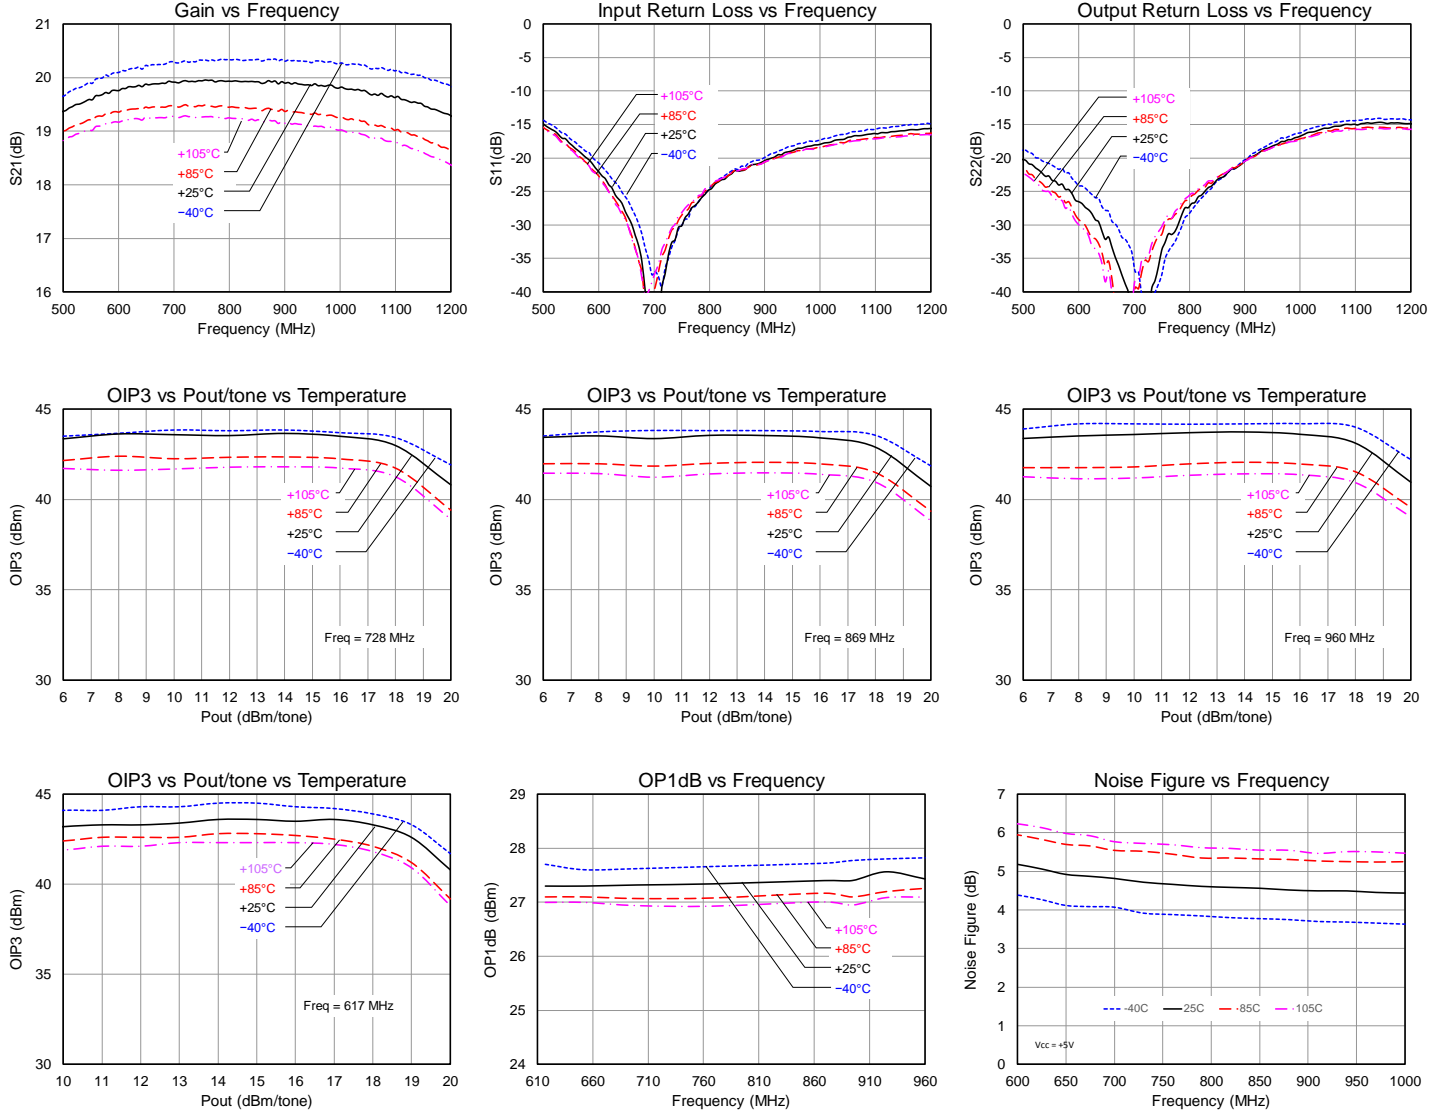 Gain vs Frequency
21
20
19
18
17
16
S21(dB)
+105°C
+85°C
+25°C
−40°C
500 600 700 800 900 1000 1100 1200
Frequency (MHz)
Input Return Loss vs Frequency
0
-5
-10
-15
-20
-25
-30
-35
-40
S11(dB)
+105°C
+85°C
+25°C
−40°C
500 600 700 800 900 1000 1100 1200
Frequency (MHz)
Output Return Loss vs Frequency
0
-5
-10
-15
-20
-25
-30
-35
-40
S22(dB)
+105°C
+85°C
+25°C
−40°C
500 600 700 800 900 1000 1100 1200
Frequency (MHz)
OIP3 vs Pout/tone vs Temperature
45
40
35
30
OIP3 (dBm)
+105°C
+85°C
+25°C
−40°C
Freq = 728 MHz
6 7 8 9 10 11 12 13 14 15 16 17 18 19 20
Pout (dBm/tone)
OIP3 vs Pout/tone vs Temperature
45
40
35
30
OIP3 (dBm)
+105°C
+85°C
+25°C
−40°C
Freq = 869 MHz
6 7 8 9 10 11 12 13 14 15 16 17 18 19 20
Pout (dBm/tone)
OIP3 vs Pout/tone vs Temperature
45
40
35
30
OIP3 (dBm)
+105°C
+85°C
+25°C
−40°C
Freq = 960 MHz
6 7 8 9 10 11 12 13 14 15 16 17 18 19 20
Pout (dBm/tone)
OIP3 vs Pout/tone vs Temperature
45
40
35
30
OIP3 (dBm)
+105°C
+85°C
+25°C
−40°C
Freq = 617 MHz
10 11 12 13 14 15 16 17 18 19 20
Pout (dBm/tone)
OP1dB vs Frequency
29
28
27
26
25
24
OP1dB (dBm)
+105°C
+85°C
+25°C
−40°C
610 660 710 760 810 860 910 960
Frequency (MHz)
Noise Figure vs Frequency
7
6
5
4
3
2
1
0
Noise Figure (dB)
-40C 25C 85C 105C
Vcc = +5V
600 650 700 750 800 850 900 950 1000
Frequency (MHz)